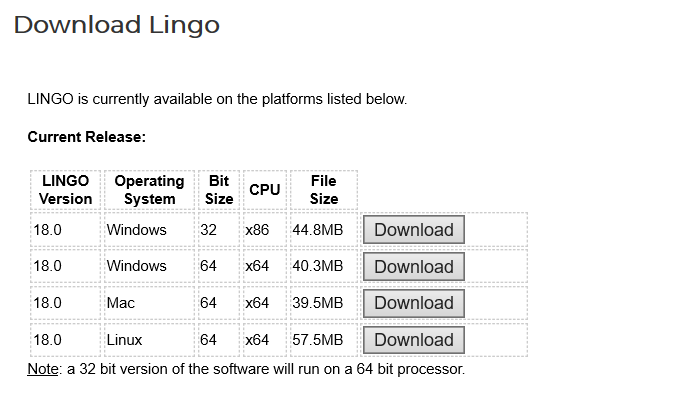 Download Lingo
LINGO is currently available on the platforms listed below.
Current Release:
LINGO Version Operating System Bit Size CPU File Size
18.0 Windows 32 x86 44.8MB Download
18.0 Windows 64 x64 40.3MB Download
18.0 Mac 64 x64 39.5MB Download
18.0 Linux 64 x64 57.5MB Download
Note: a 32 bit version of the software will run on a 64 bit processor.